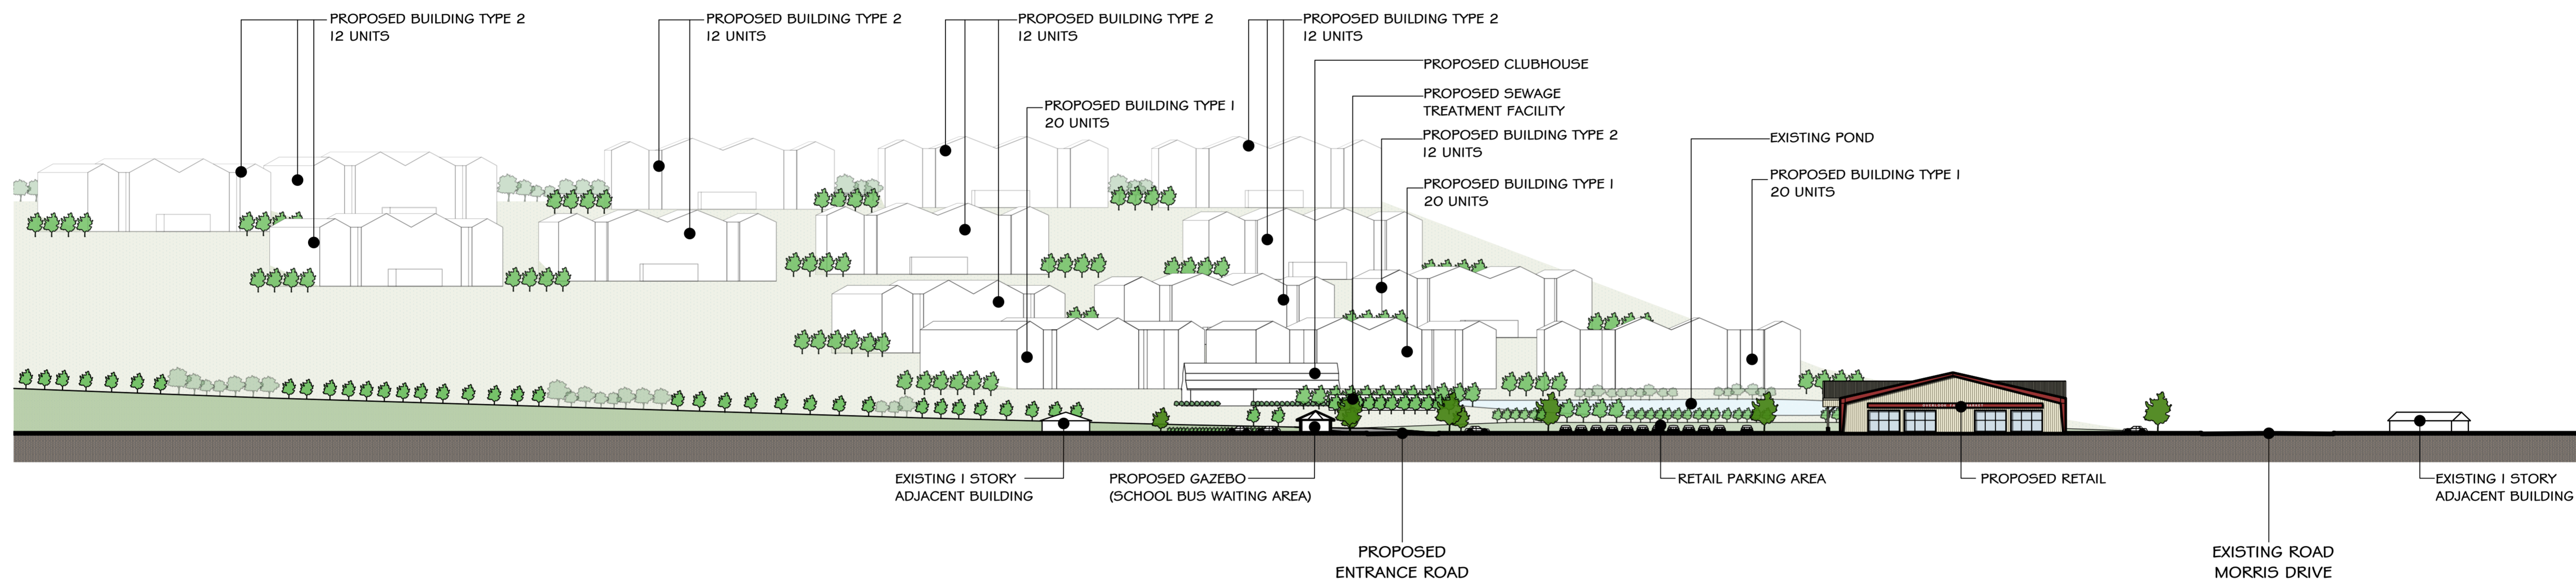 PROPOSED BUILDING TYPE 2
12 UNITS
PROPOSED BUILDING TYPE 2
12 UNITS
PROPOSED BUILDING TYPE 2
12 UNITS
PROPOSED BUILDING TYPE 2
12 UNITS
PROPOSED CLUBHOUSE
PROPOSED SEWAGE
TREATMENT FACILITY
PROPOSED BUILDING TYPE 1
20 UNITS
PROPOSED BUILDING TYPE 2
12 UNITS
EXISTING POND
PROPOSED BUILDING TYPE 1
20 UNITS
PROPOSED BUILDING TYPE 1
20 UNITS
EXISTING 1 STORY
ADJACENT BUILDING
PROPOSED GAZEBO
(SCHOOL BUS WAITING AREA)
RETAIL PARKING AREA
PROPOSED RETAIL
EXISTING 1 STORY
ADJACENT BUILDING
PROPOSED
ENTRANCE ROAD
EXISTING ROAD
MORRIS DRIVE